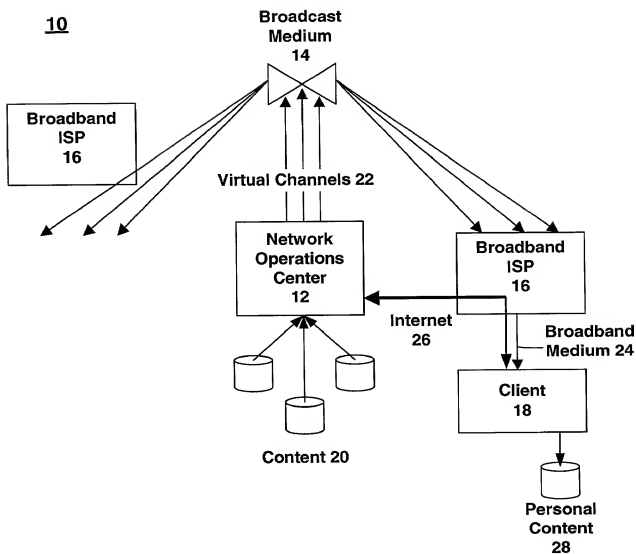 10
Broadcast
Medium
14
Broadband
ISP
16
Virtual Channels 22
Network
Operations
Center
12
Broadband
ISP
16
Internet
26
Broadband
Medium 24
Client
18
Content 20
Personal
Content
28